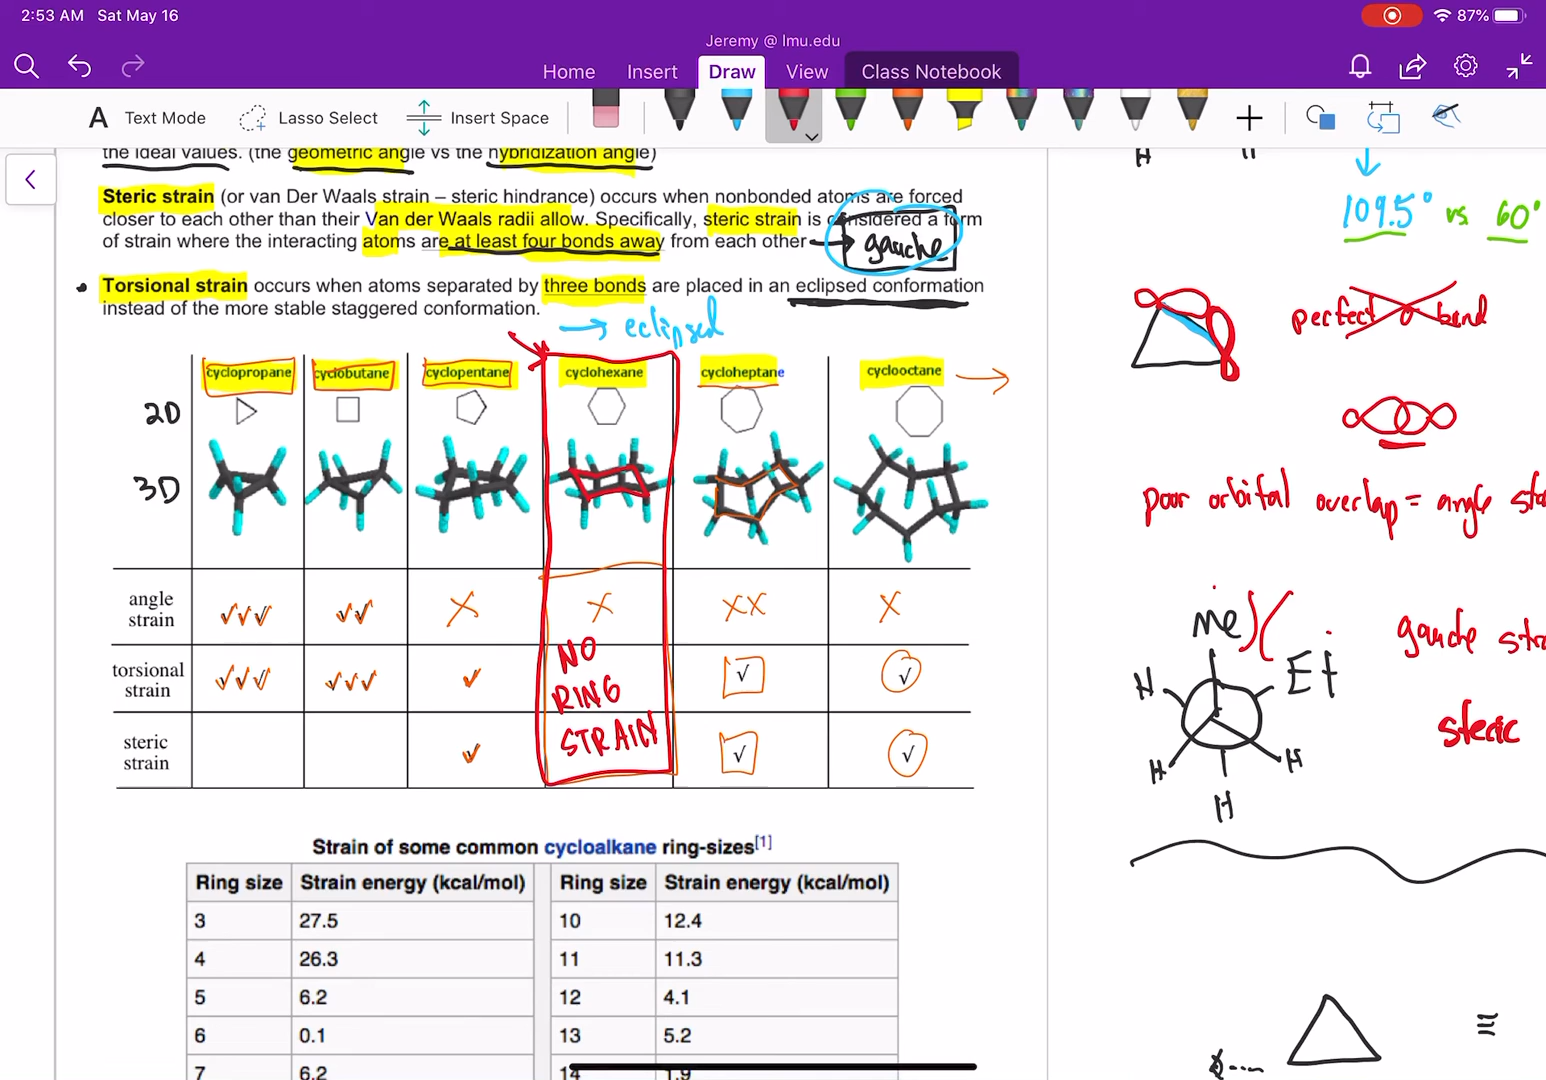 2:53 AM Sat May 16
87%
Jeremy @ lmu.edu
Home Insert Draw View Class Notebook
A Text Mode Lasso Select Insert Space
the ideal values. (the geometric angle vs the hybridization angle)
Steric strain (or van Der Waals strain – steric hindrance) occurs when nonbonded atoms are forced
closer to each other than their Van der Waals radii allow. Specifically, steric strain is considered a form
of strain where the interacting atoms are at least four bonds away from each other
gauche
Torsional strain occurs when atoms separated by three bonds are placed in an eclipsed conformation
instead of the more stable staggered conformation.
→ eclipsed
cyclopropane cyclobutane cyclopentane cyclohexane cycloheptane cyclooctane
2D
3D
angle
strain
✓✓✓ ✓✓ X X XX X
torsional
strain
✓✓✓ ✓✓✓ ✓ √ √
steric
strain
✓ √ √
NO
RING
STRAIN
Strain of some common cycloalkane ring-sizes[1]
Ring size Strain energy (kcal/mol) Ring size Strain energy (kcal/mol)
3 27.5 10 12.4
4 26.3 11 11.3
5 6.2 12 4.1
6 0.1 13 5.2
7 6.2 14 1.9
H H
109.5° vs 60°
perfect bond
poor orbital overlap = angle
Me
H Et
H H
H
gauche
steric
≡